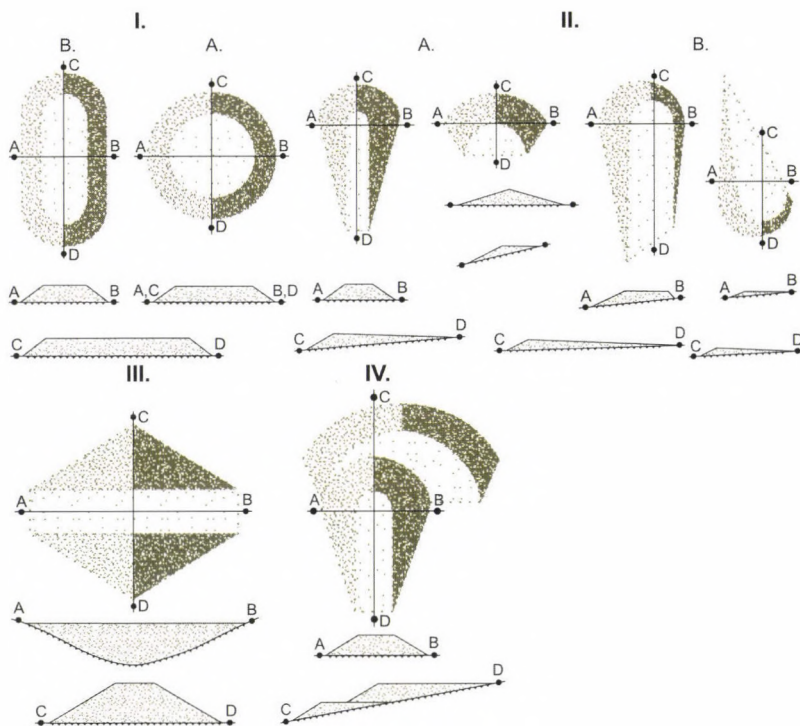 I. II.
B. A. A. B.
C C C C C C
A B A B A B A B A B A B
D D D D D D
A B A,C B,D A B A B A B
C D C D C D C D
III. IV.
C C
A B A B
D D
A B A B
C D C D